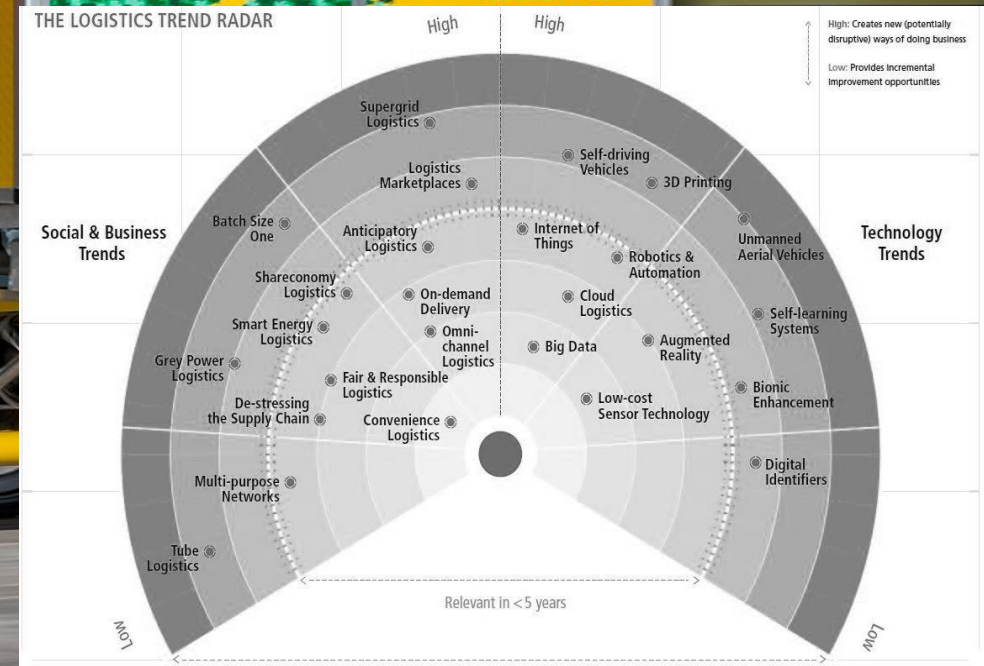 THE LOGISTICS TREND RADAR
High
High
High: Creates new (potentially
disruptive) ways of doing business
Low: Provides incremental
improvement opportunities
Social & Business
Trends
Technology
Trends
Supergrid
Logistics
Logistics
Marketplaces
Batch Size
One
Anticipatory
Logistics
Shareconomy
Logistics
On-demand
Delivery
Smart Energy
Logistics
Omni-
channel
Logistics
Grey Power
Logistics
Fair & Responsible
Logistics
De-stressing
the Supply Chain
Convenience
Logistics
Multi-purpose
Networks
Tube
Logistics
Self-driving
Vehicles
3D Printing
Internet of
Things
Unmanned
Aerial Vehicles
Robotics &
Automation
Cloud
Logistics
Self-learning
Systems
Big Data
Augmented
Reality
Bionic
Enhancement
Low-cost
Sensor Technology
Digital
Identifiers
Relevant in <5 years
Low
Low